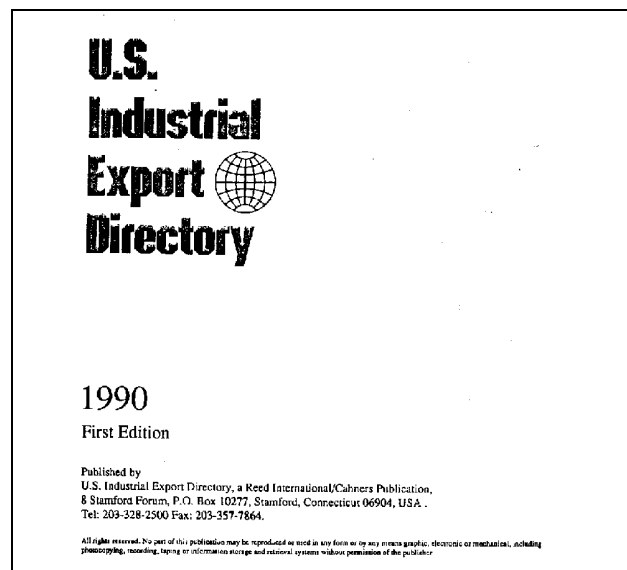 U.S.
Industrial
Export
Directory
1990
First Edition
Published by
U.S. Industrial Export Directory, a Reed International/Cahners Publication,
8 Stamford Forum, P.O. Box 10277, Stamford, Connecticut 06904, USA .
Tel: 203-328-2500 Fax: 203-357-7864.
All rights reserved. No part of this publication may be reproduced or used in any form or by any means graphic, electronic or mechanical, including
photocopying, recording, taping or information storage and retrieval systems without permission of the publisher